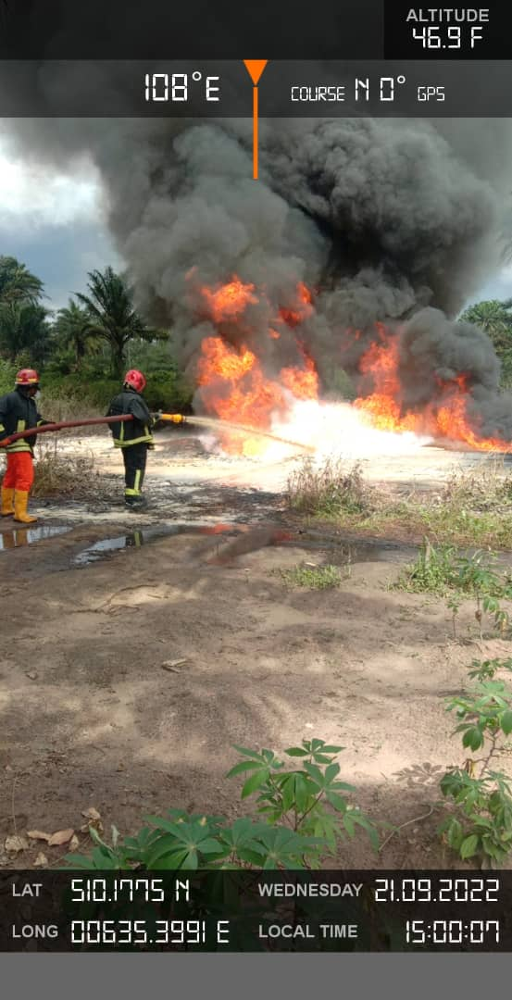 ALTITUDE
46.9 F
108°E
COURSE N 0° GPS
LAT 510.1775 N
WEDNESDAY 21.09.2022
LONG 00635.3991 E
LOCAL TIME 15:00:07